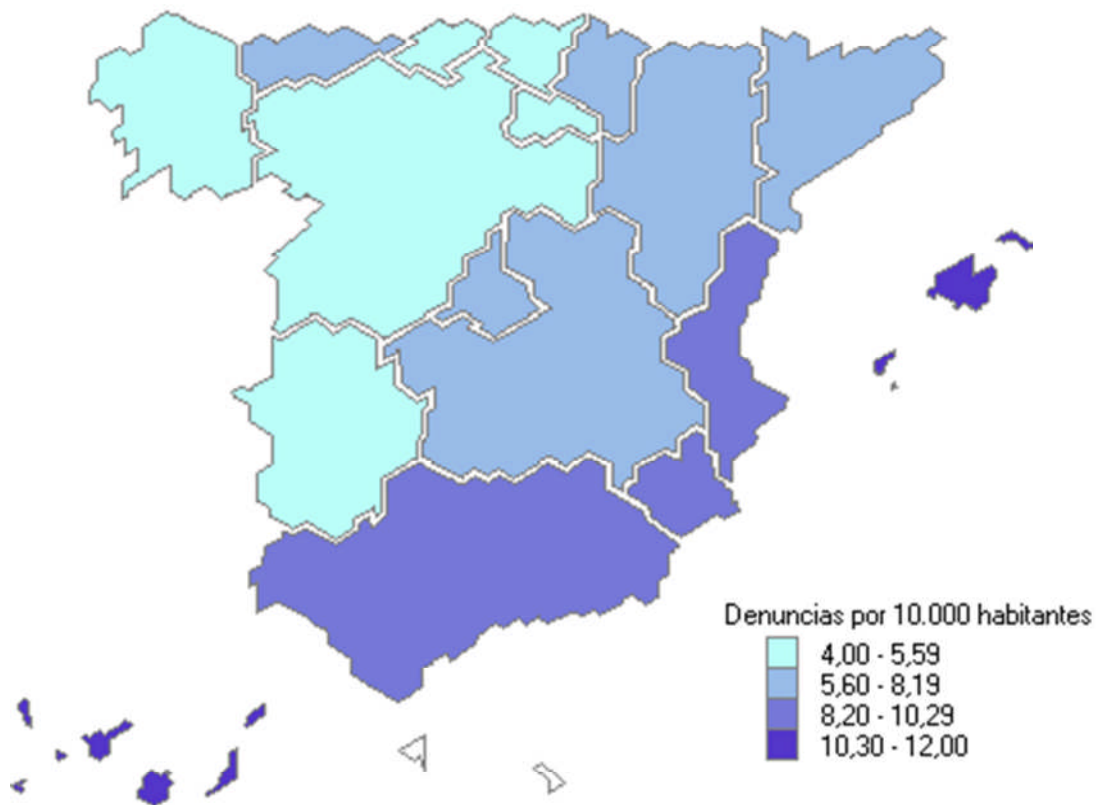 Denuncias por 10.000 habitantes
4,00 - 5,59
5,60 - 8,19
8,20 - 10,29
10,30 - 12,00